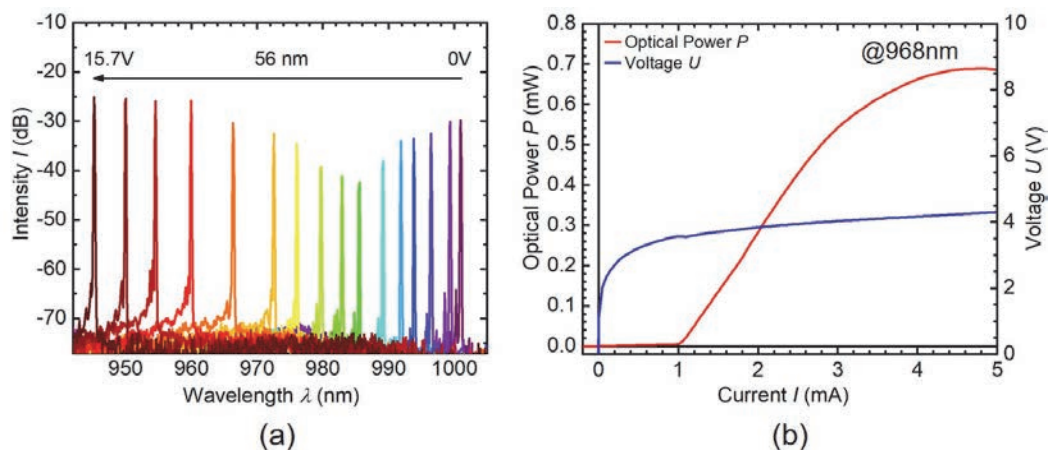 -10
-20
-30
-40
-50
-60
-70
Intensity I (dB)
15.7V 56 nm 0V
950 960 970 980 990 1000
Wavelength λ (nm)
(a)
0.8
0.7
0.6
0.5
0.4
0.3
0.2
0.1
0.0
Optical Power P (mW)
Optical Power P
Voltage U
@968nm
10
8
6
4
2
0
Voltage U (V)
0 1 2 3 4 5
Current I (mA)
(b)